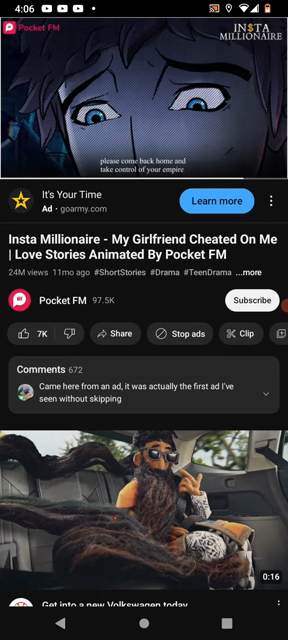 4:06
Pocket FM
INSTA
MILLIONAIRE
please come back home and
take control of your empire
It's Your Time
Ad · goarmy.com
Learn more
Insta Millionaire - My Girlfriend Cheated On Me
| Love Stories Animated By Pocket FM
24M views 11mo ago #ShortStories #Drama #TeenDrama ...more
Pocket FM 97.5K
Subscribe
7K
Share
Stop ads
Clip
Comments 672
Came here from an ad, it was actually the first ad I've
seen without skipping
0:16
Get into a new Volkswagen today